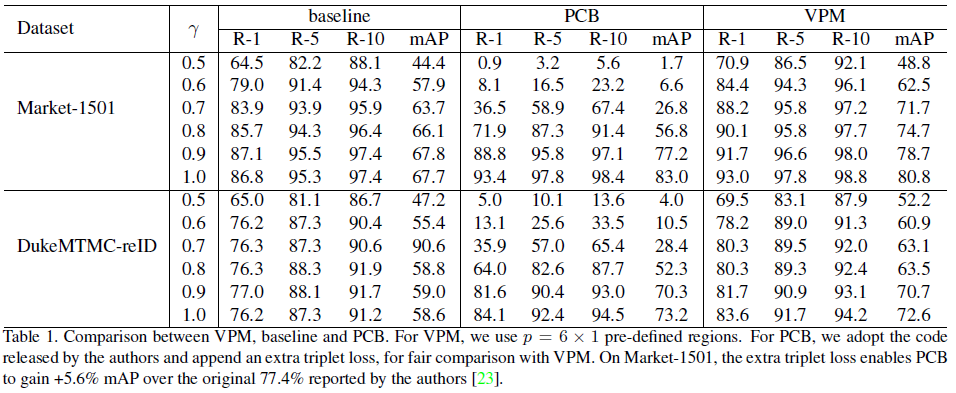 Dataset γ baseline PCB VPM
R-1 R-5 R-10 mAP R-1 R-5 R-10 mAP R-1 R-5 R-10 mAP
Market-1501
0.5 64.5 82.2 88.1 44.4 0.9 3.2 5.6 1.7 70.9 86.5 92.1 48.8
0.6 79.0 91.4 94.3 57.9 8.1 16.5 23.2 6.6 84.4 94.3 96.1 62.5
0.7 83.9 93.9 95.9 63.7 36.5 58.9 67.4 26.8 88.2 95.8 97.2 71.7
0.8 85.7 94.3 96.4 66.1 71.9 87.3 91.4 56.8 90.1 95.8 97.7 74.7
0.9 87.1 95.5 97.4 67.8 88.8 95.8 97.1 77.2 91.7 96.6 98.0 78.7
1.0 86.8 95.3 97.4 67.7 93.4 97.8 98.4 83.0 93.0 97.8 98.8 80.8
DukeMTMC-reID
0.5 65.0 81.1 86.7 47.2 5.0 10.1 13.6 4.0 69.5 83.1 87.9 52.2
0.6 76.2 87.3 90.4 55.4 13.1 25.6 33.5 10.5 78.2 89.0 91.3 60.9
0.7 76.3 87.3 90.6 90.6 35.9 57.0 65.4 28.4 80.3 89.5 92.0 63.1
0.8 76.3 88.3 91.9 58.8 64.0 82.6 87.7 52.3 80.3 89.3 92.4 63.5
0.9 77.0 88.1 91.7 59.0 81.6 90.4 93.0 70.3 81.7 90.9 93.1 70.7
1.0 76.2 87.3 91.2 58.6 84.1 92.4 94.5 73.2 83.6 91.7 94.2 72.6
Table 1. Comparison between VPM, baseline and PCB. For VPM, we use p = 6 × 1 pre-defined regions. For PCB, we adopt the code
released by the authors and append an extra triplet loss, for fair comparison with VPM. On Market-1501, the extra triplet loss enables PCB
to gain +5.6% mAP over the original 77.4% reported by the authors [23].